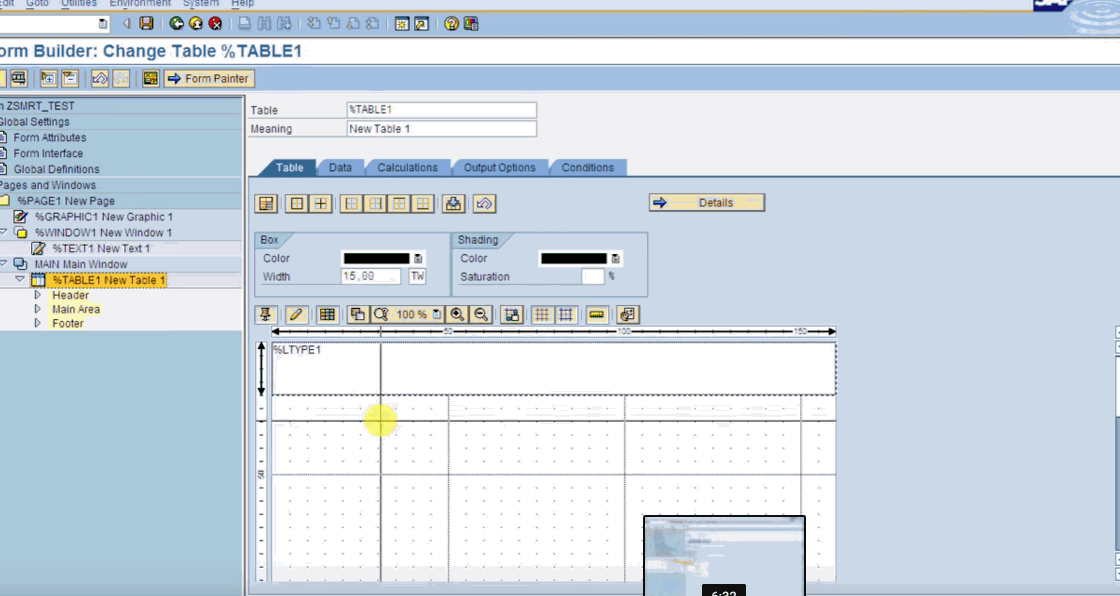 Edit Goto Utilities Environment System Help
SAP
Form Builder: Change Table %TABLE1
Form Painter
ZSMRT_TEST
Global Settings
Form Attributes
Form Interface
Global Definitions
Pages and Windows
%PAGE1 New Page
%GRAPHIC1 New Graphic 1
%WINDOW1 New Window 1
%TEXT1 New Text 1
MAIN Main Window
%TABLE1 New Table 1
Header
Main Area
Footer
Table %TABLE1
Meaning New Table 1
Table Data Calculations Output Options Conditions
Details
Box Shading
Color Color
Width 15,00 TW Saturation %
100 %
50 100 150
%LTYPE1
50
6:32